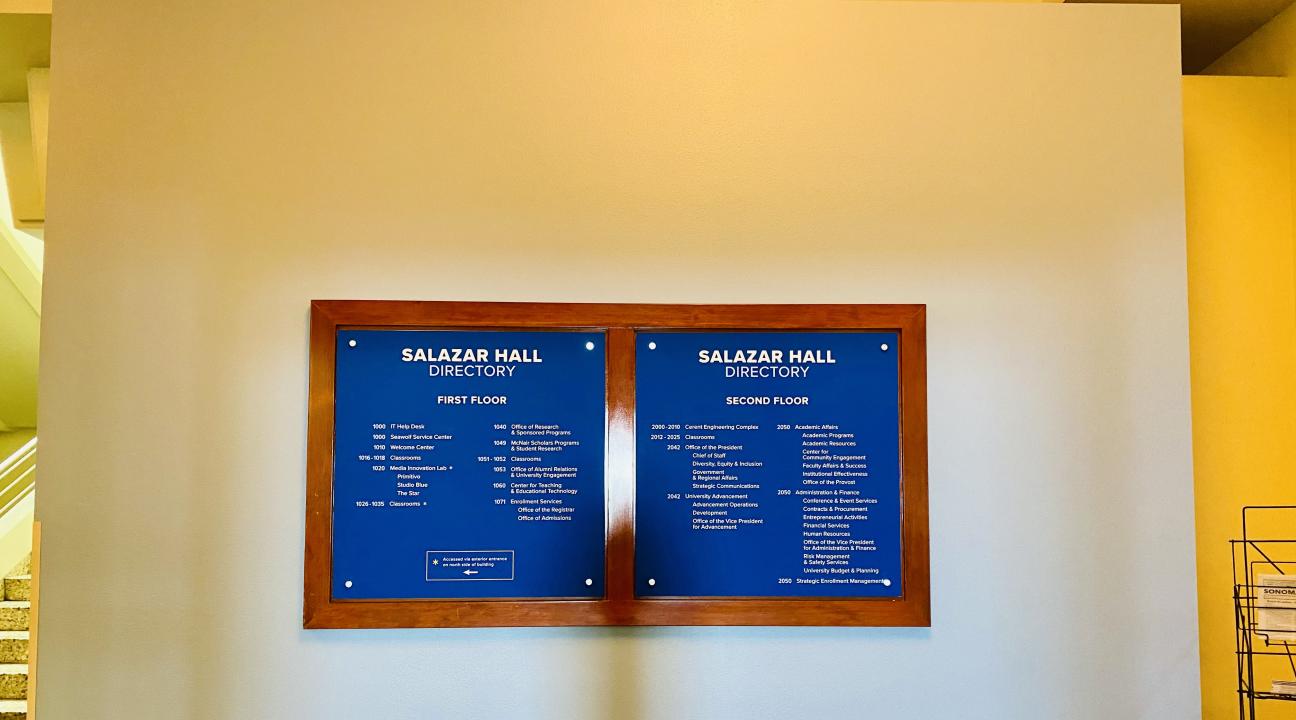 SALAZAR HALL
DIRECTORY
FIRST FLOOR
1000 IT Help Desk
1000 Seawolf Service Center
1010 Welcome Center
1016-1018 Classrooms
1020 Media Innovation Lab *
Primitivo
Studio Blue
The Star
1026-1035 Classrooms *
1040 Office of Research
& Sponsored Programs
1049 McNair Scholars Programs
& Student Research
1051-1052 Classrooms
1053 Office of Alumni Relations
& University Engagement
1060 Center for Teaching
& Educational Technology
1071 Enrollment Services
Office of the Registrar
Office of Admissions
* Accessed via exterior entrance
on north side of building
SALAZAR HALL
DIRECTORY
SECOND FLOOR
2000-2010 Cerent Engineering Complex
2012-2025 Classrooms
2042 Office of the President
Chief of Staff
Diversity, Equity & Inclusion
Government
& Regional Affairs
Strategic Communications
2042 University Advancement
Advancement Operations
Development
Office of the Vice President
for Advancement
2050 Academic Affairs
Academic Programs
Academic Resources
Center for
Community Engagement
Faculty Affairs & Success
Institutional Effectiveness
Office of the Provost
2050 Administration & Finance
Conference & Event Services
Contracts & Procurement
Entrepreneurial Activities
Financial Services
Human Resources
Office of the Vice President
for Administration & Finance
Risk Management
& Safety Services
University Budget & Planning
2050 Strategic Enrollment Management